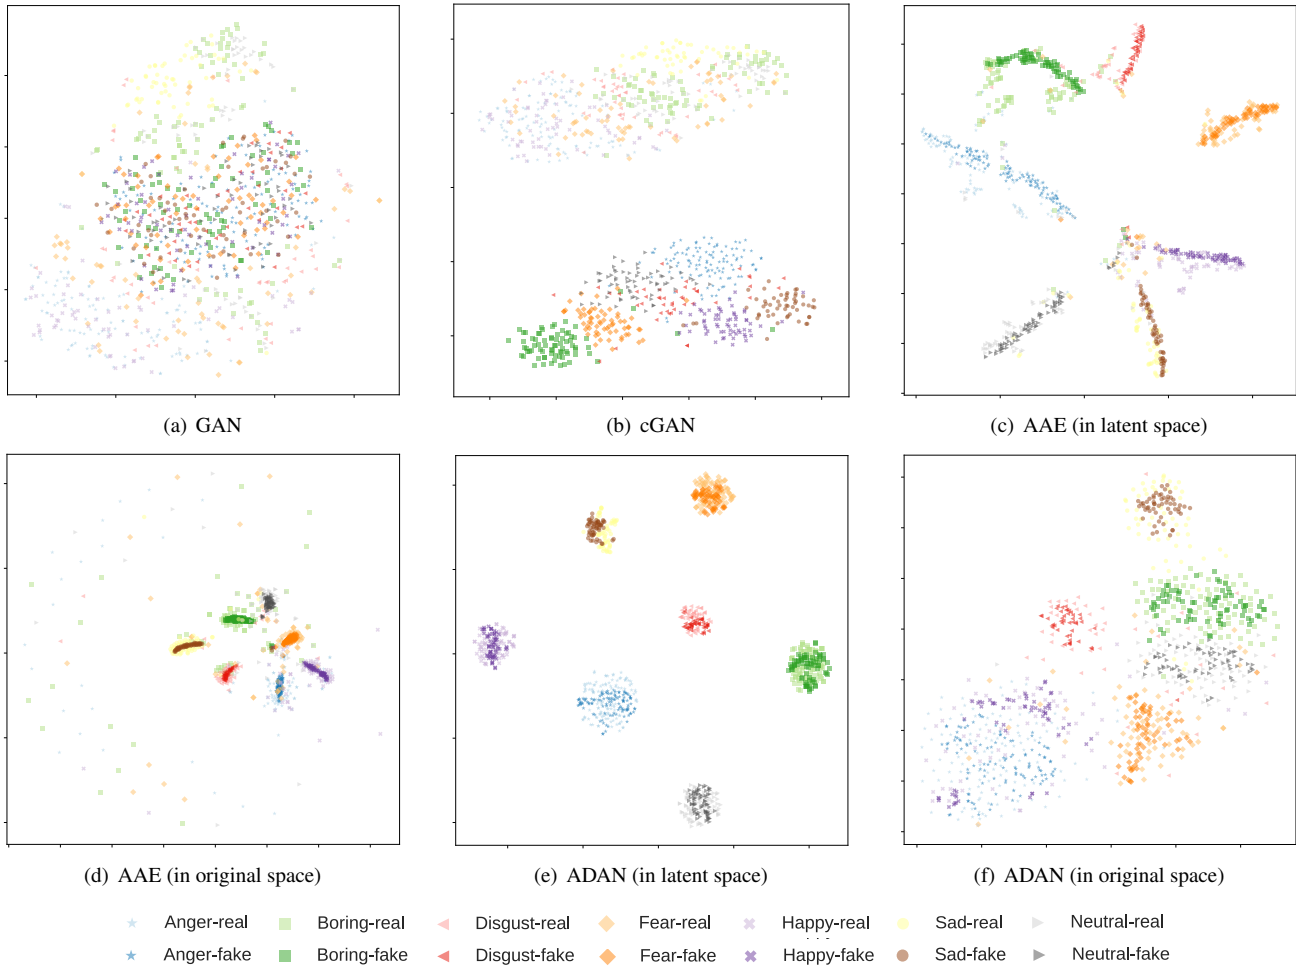 (a) GAN
(b) cGAN
(c) AAE (in latent space)
(d) AAE (in original space)
(e) ADAN (in latent space)
(f) ADAN (in original space)
Anger-real Boring-real Disgust-real Fear-real Happy-real Sad-real Neutral-real
Anger-fake Boring-fake Disgust-fake Fear-fake Happy-fake Sad-fake Neutral-fake